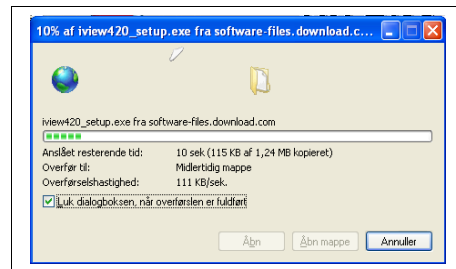 10% af iview420_setup.exe fra software-files.download.c...
iview420_setup.exe fra software-files.download.com
Anslået resterende tid: 10 sek (115 KB af 1,24 MB kopieret)
Overfør til: Midlertidig mappe
Overførselshastighed: 111 KB/sek.
Luk dialogboksen, når overførslen er fuldført
Åbn Åbn mappe Annuller